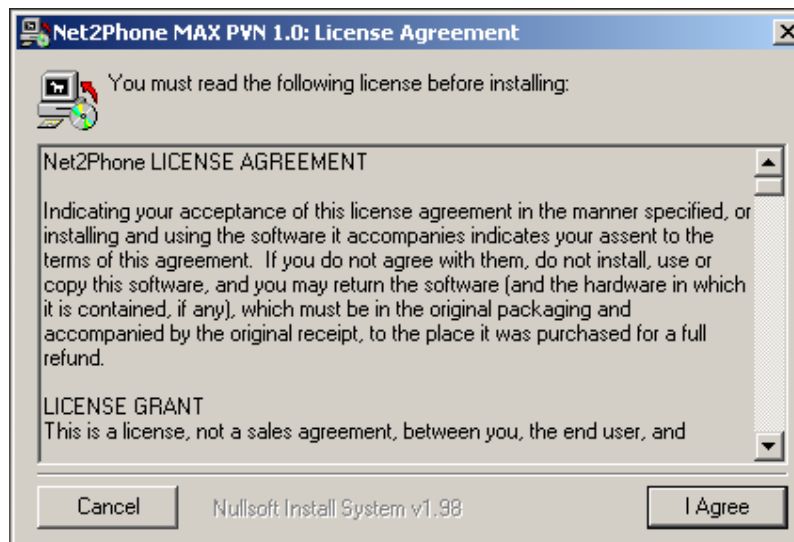 Net2Phone MAX PVN 1.0: License Agreement
You must read the following license before installing:
Net2Phone LICENSE AGREEMENT
Indicating your acceptance of this license agreement in the manner specified, or
installing and using the software it accompanies indicates your assent to the
terms of this agreement.  If you do not agree with them, do not install, use or
copy this software, and you may return the software (and the hardware in which
it is contained, if any), which must be in the original packaging and
accompanied by the original receipt, to the place it was purchased for a full
refund.
LICENSE GRANT
This is a license, not a sales agreement, between you, the end user, and
Cancel
Nullsoft Install System v1.98
I Agree